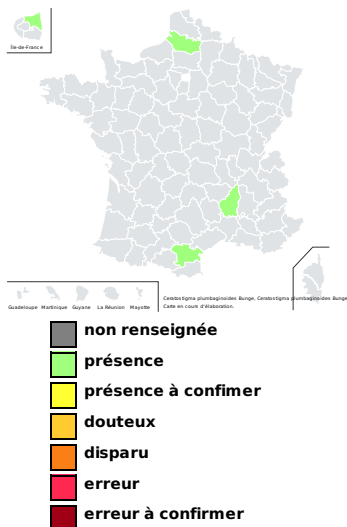 Île-de-France
Guadeloupe Martinique Guyane La Réunion Mayotte
Ceratostigma plumbaginoides Bunge, Ceratostigma plumbaginoides Bunge
Carte en cours d'élaboration.
non renseignée
présence
présence à confimer
douteux
disparu
erreur
erreur à confirmer